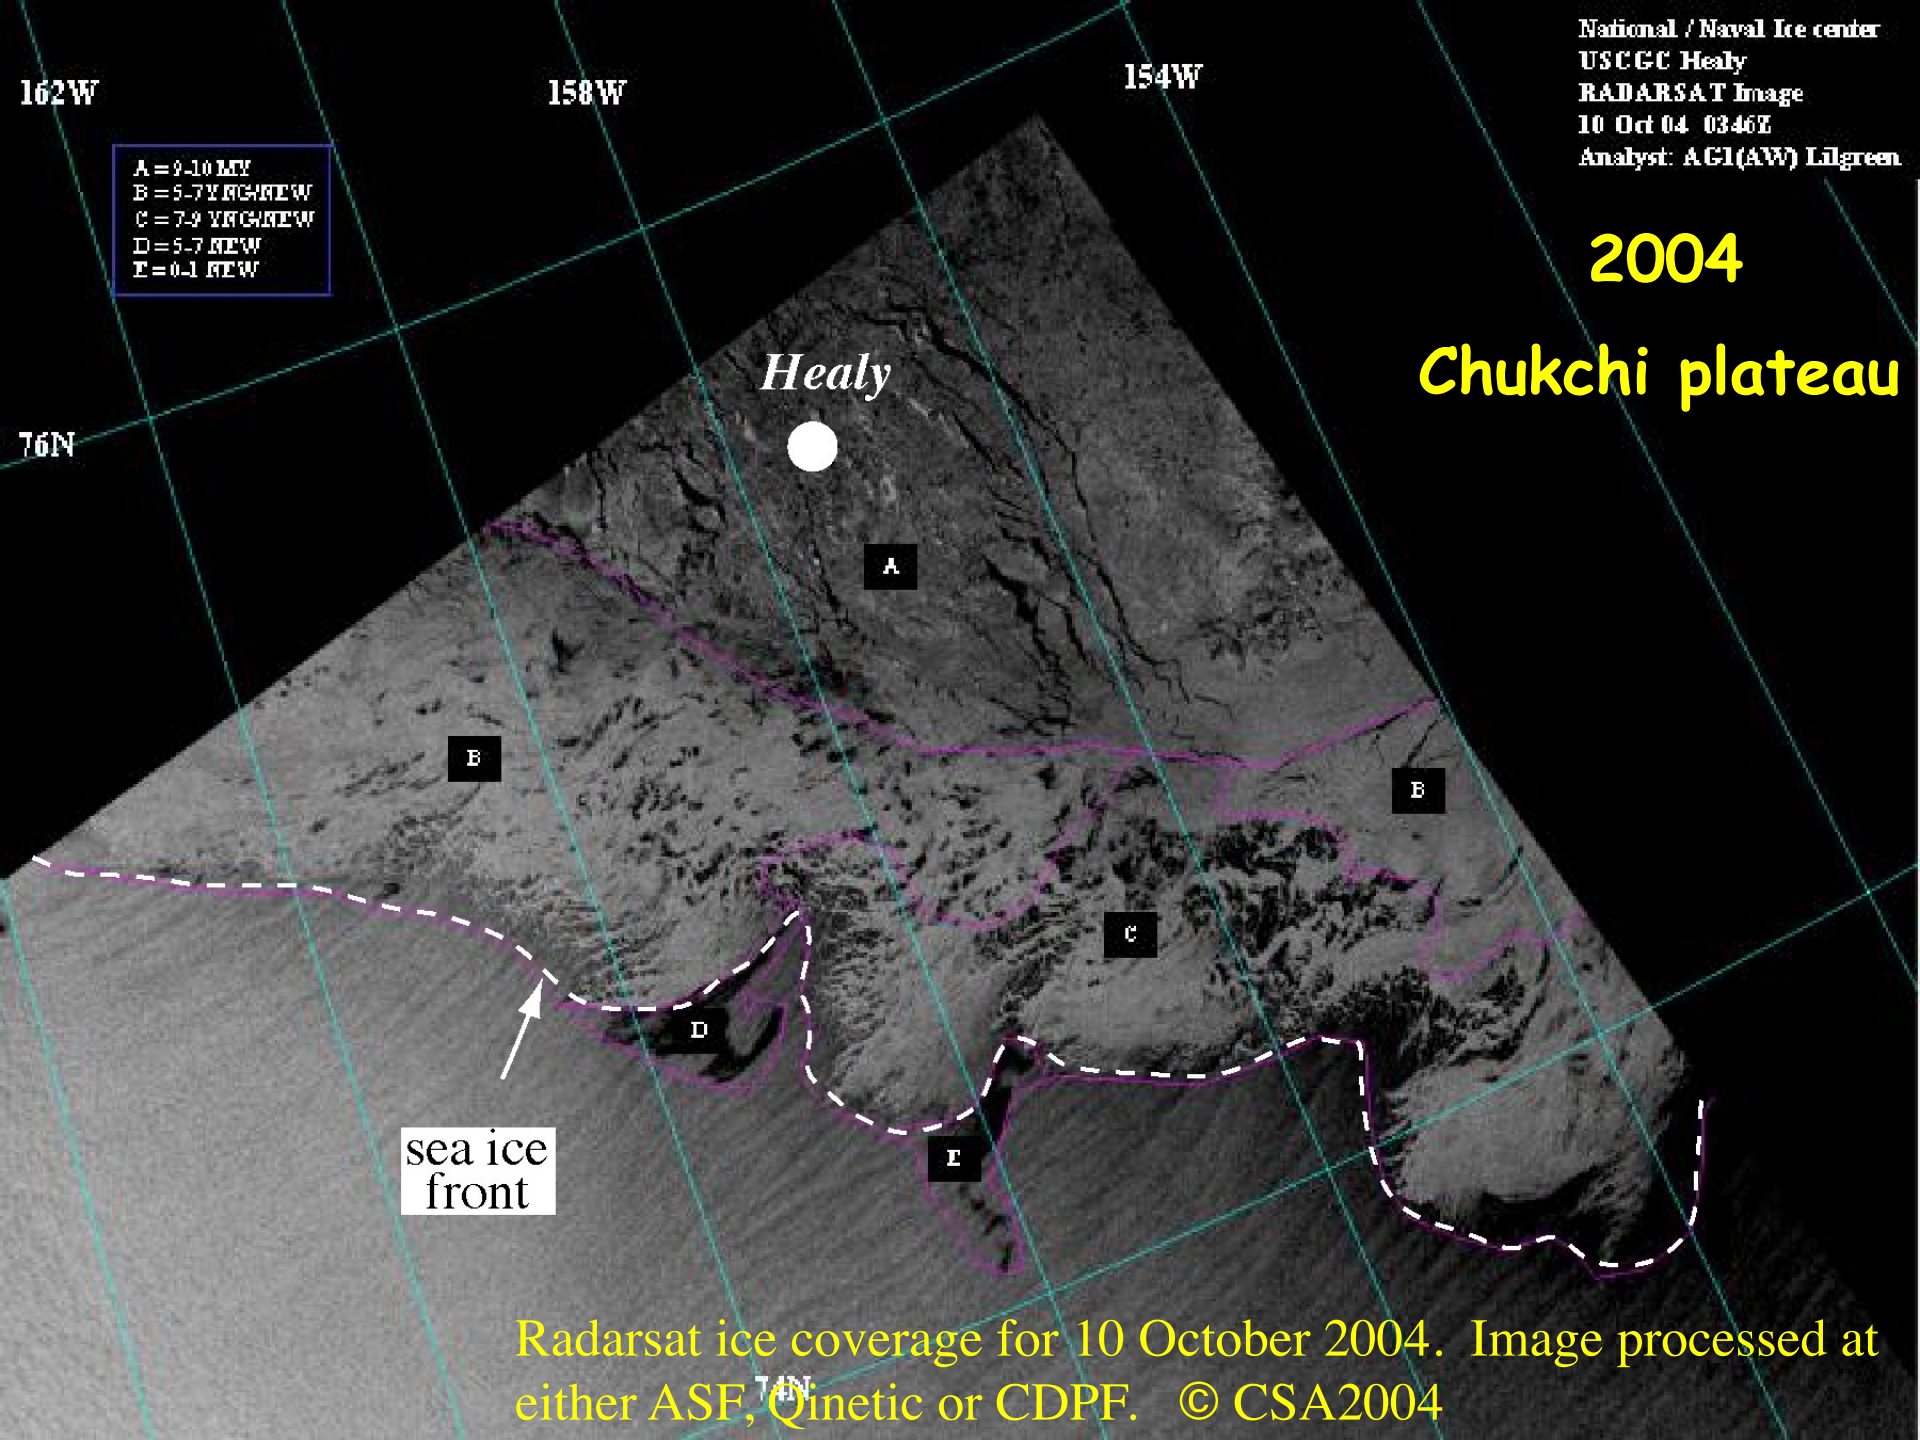 National / Naval Ice center
USCGC Healy
RADARSAT Image
10 Oct 04 0346Z
Analyst: AG1(AW) Lilgreen
162W
158W
154W
A = 9-10 MY
B = 5-7 YNG/NEW
C = 7-9 YNG/NEW
D = 5-7 NEW
E = 0-1 NEW
2004
Chukchi plateau
Healy
76N
A
B
B
C
D
E
sea ice
front
74N
Radarsat ice coverage for 10 October 2004. Image processed at
either ASF, Qinetic or CDPF. © CSA2004